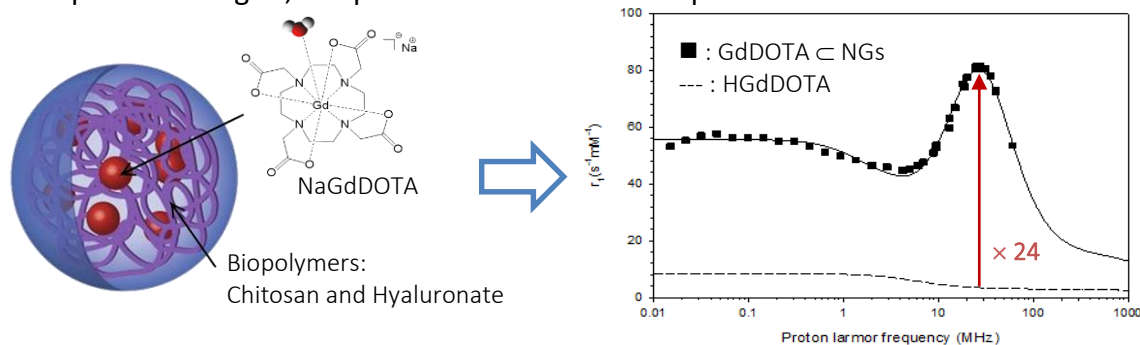 O
O
⊖
Na
⊕
O
O
O
N
N
Gd
N
N
O
O
O
NaGdDOTA
Biopolymers:
Chitosan and Hyaluronate
100
80
60
40
20
0
r₁(s⁻¹mM⁻¹)
■ : GdDOTA ⊂ NGs
--- : HGdDOTA
× 24
0.01
0.1
1
10
100
1000
Proton larmor frequency (MHz)